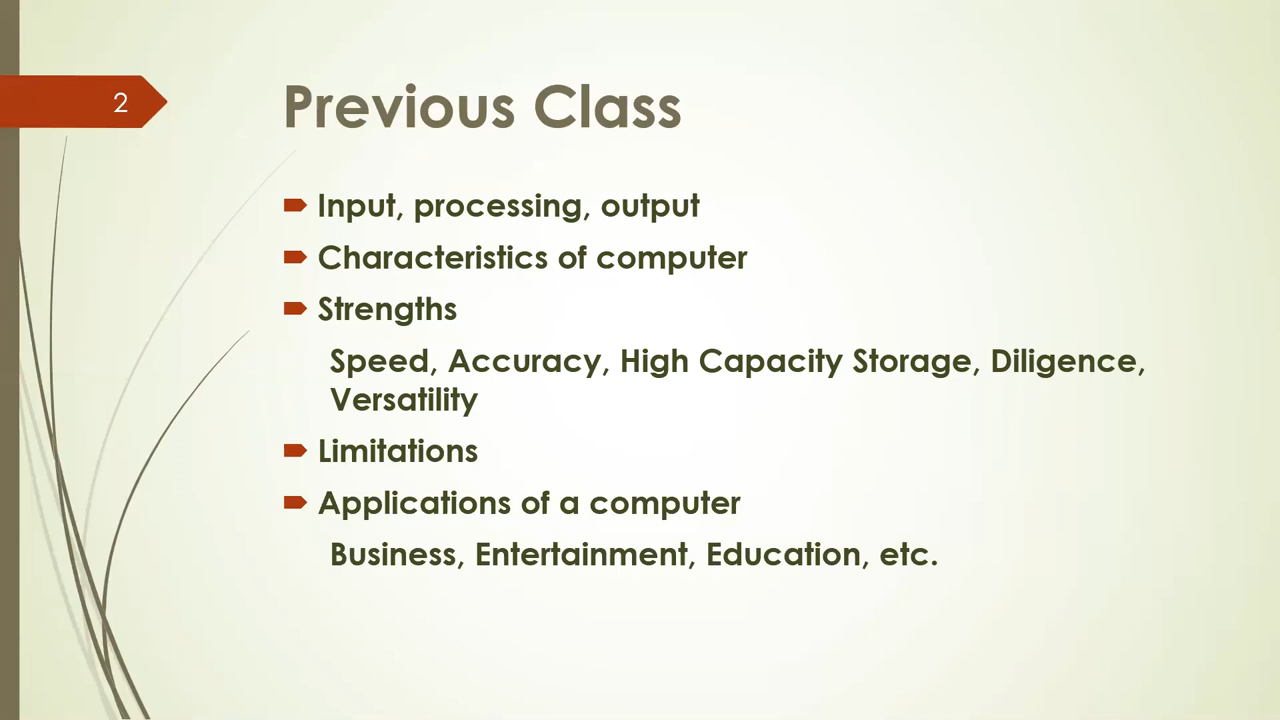 2
Previous Class
Input, processing, output
Characteristics of computer
Strengths
Speed, Accuracy, High Capacity Storage, Diligence,
Versatility
Limitations
Applications of a computer
Business, Entertainment, Education, etc.